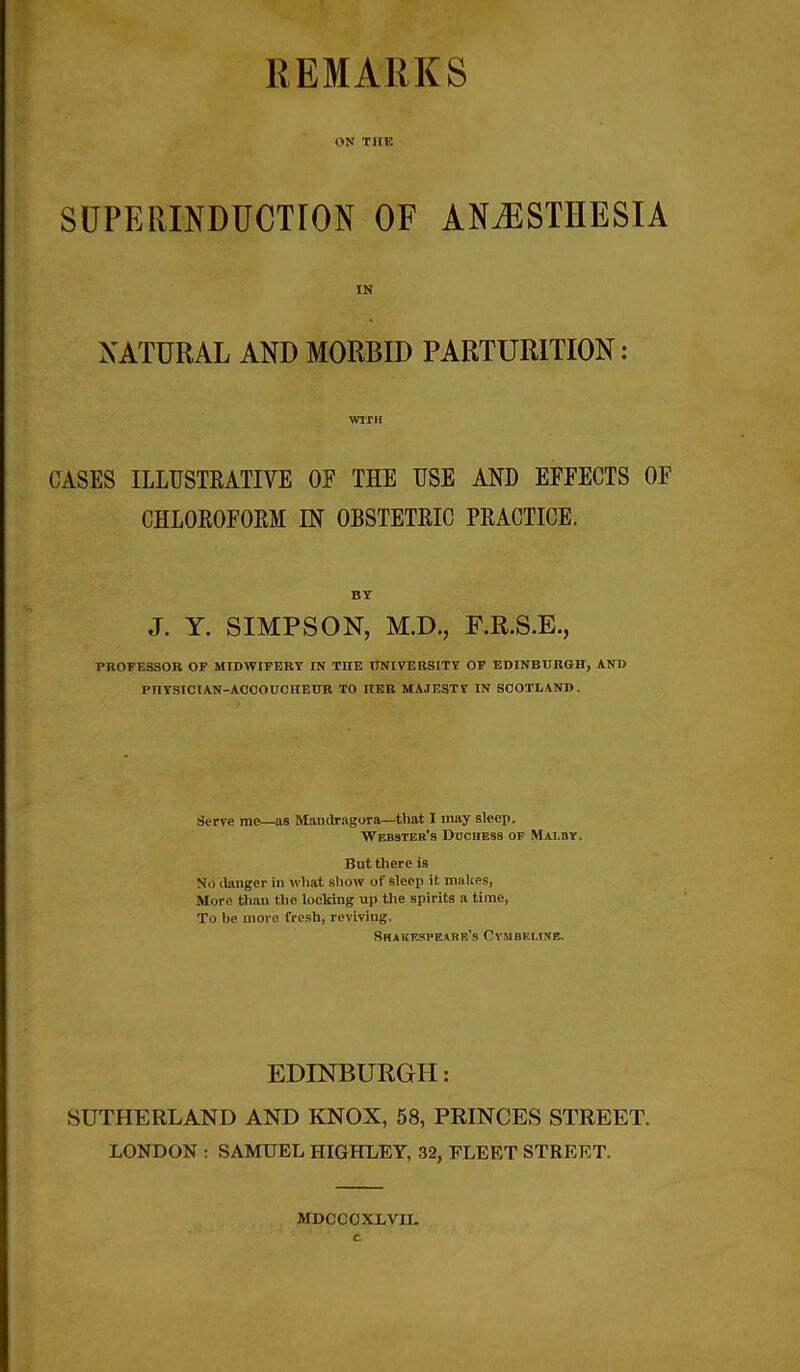 REMARKS
ON THE
SUPERINDUCTION OF ANÆSTHESIA
IN
NATURAL AND MORBID PARTURITION:
WITH
CASES ILLUSTRATIVE OF THE USE AND EFFECTS OF
CHLOROFORM IN OBSTETRIC PRACTICE.
BY
J. Y. SIMPSON, M.D., F.R.S.E.,
PROFESSOR OF MIDWIFERY IN THE UNIVERSITY OF EDINBURGH, AND
PHYSICIAN-ACCOUCHEUR TO HER MAJESTY IN SCOTLAND.
Serve me—as Mandragora—that I may sleep.
WEBSTER'S DUCHESS OF MALBY.
But there is
No danger in what show of sleep it makes,
More than the locking up the spirits a time,
To be more fresh, reviving.
SHAKESPEARE'S CYMBELINE.
EDINBURGH:
SUTHERLAND AND KNOX, 58, PRINCES STREET.
LONDON : SAMUEL HIGHLEY, 32, FLEET STREET.
MDCCCXLVII.
c